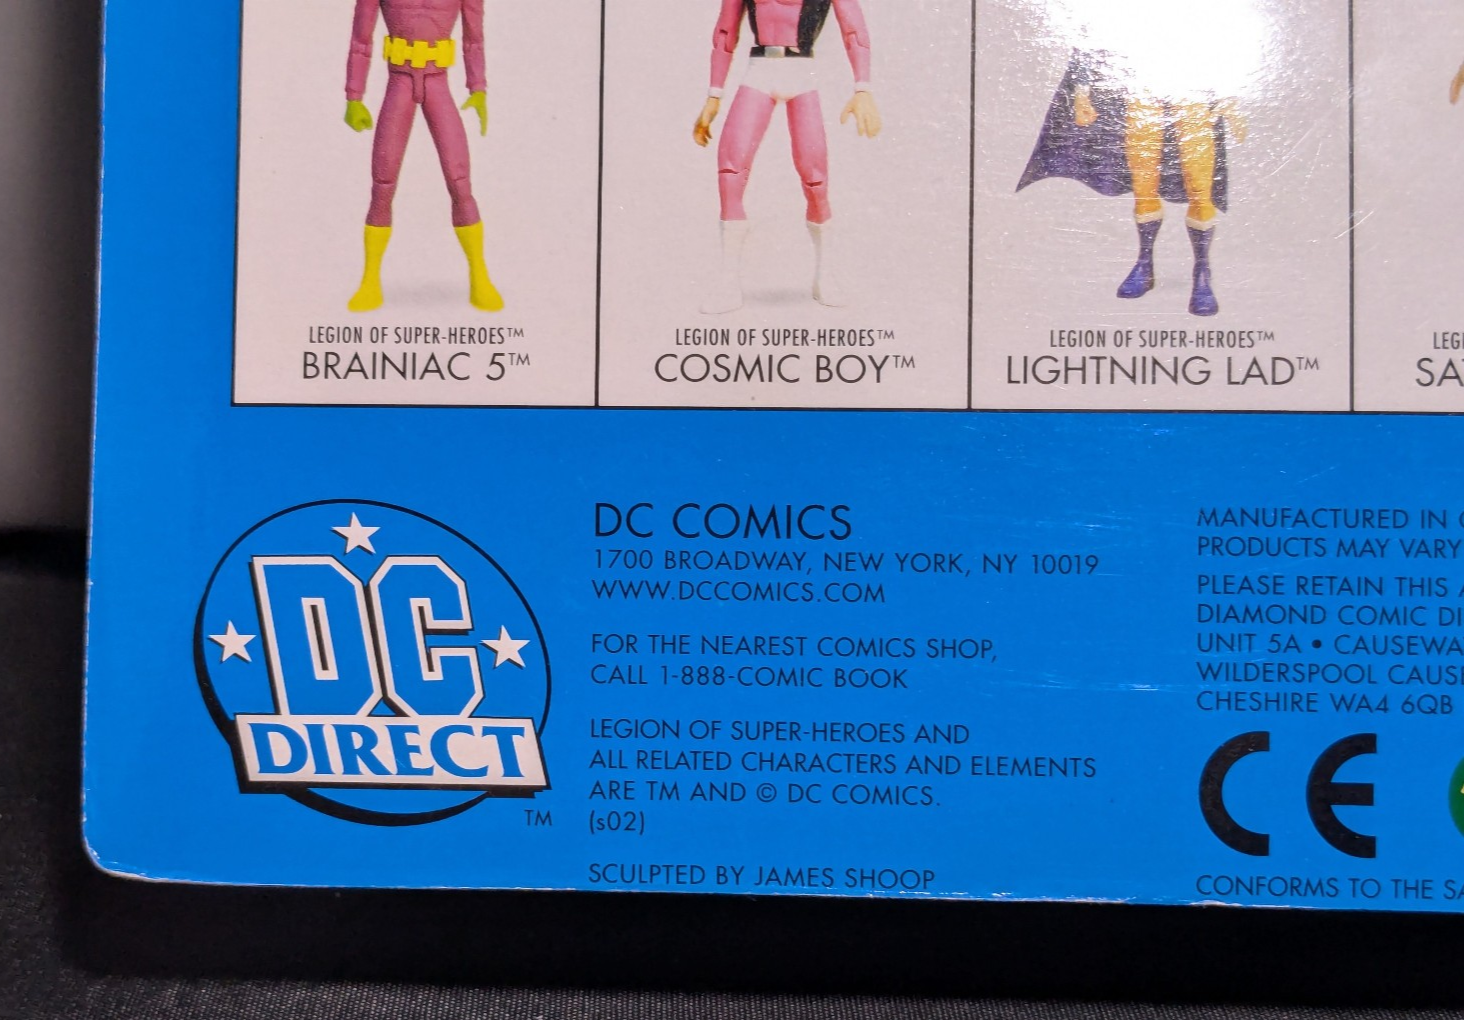 LEGION OF SUPER-HEROES™
BRAINIAC 5™
LEGION OF SUPER-HEROES™
COSMIC BOY™
LEGION OF SUPER-HEROES™
LIGHTNING LAD™
DC
DIRECT
TM
DC COMICS
1700 BROADWAY, NEW YORK, NY 10019
WWW.DCCOMICS.COM
FOR THE NEAREST COMICS SHOP,
CALL 1-888-COMIC BOOK
LEGION OF SUPER-HEROES AND
ALL RELATED CHARACTERS AND ELEMENTS
ARE TM AND © DC COMICS.
(s02)
SCULPTED BY JAMES SHOOP
MANUFACTURED IN
PRODUCTS MAY VARY
PLEASE RETAIN THIS
DIAMOND COMIC
UNIT 5A •
WILDERSPOOL
CHESHIRE WA4 6QB
CE
CONFORMS TO THE